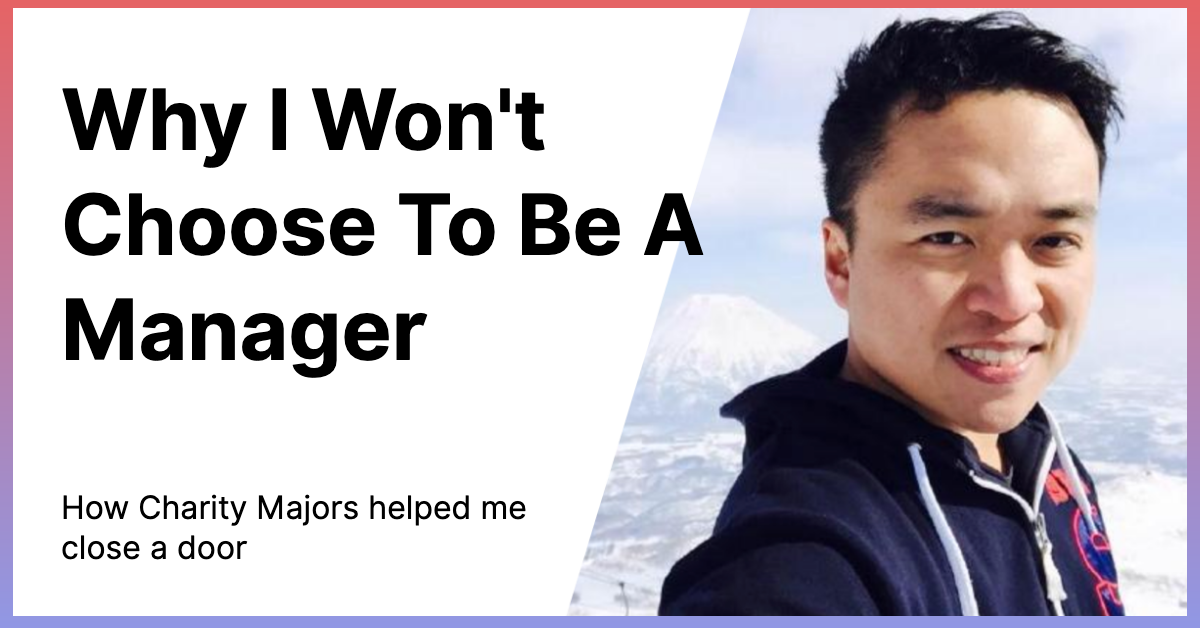 Why I Won't
Choose To Be A
Manager
How Charity Majors helped me
close a door